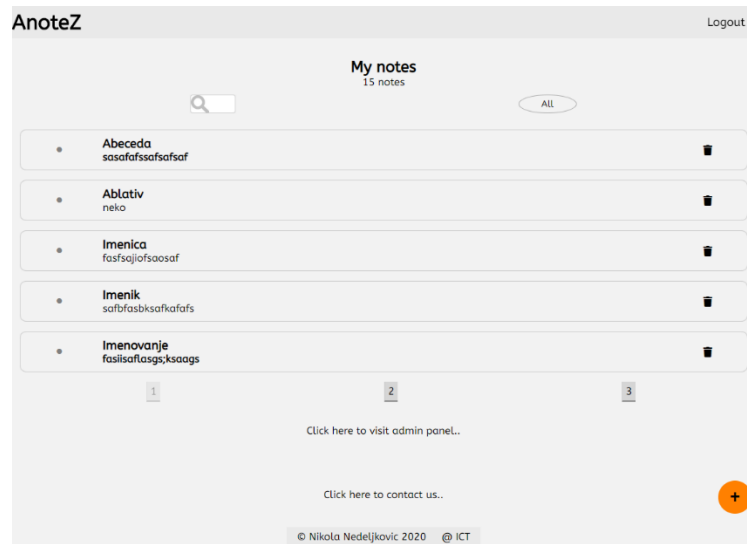 AnoteZ Logout
My notes
15 notes
All
Abeceda
sasafafssafsafsaf
Ablativ
neko
Imenica
fasfsajiofsaosaf
Imenik
safbfasbksafkafafs
Imenovanje
fasiisaflasgs;ksaags
1 2 3
Click here to visit admin panel..
Click here to contact us..
+
© Nikola Nedeljkovic 2020 @ ICT